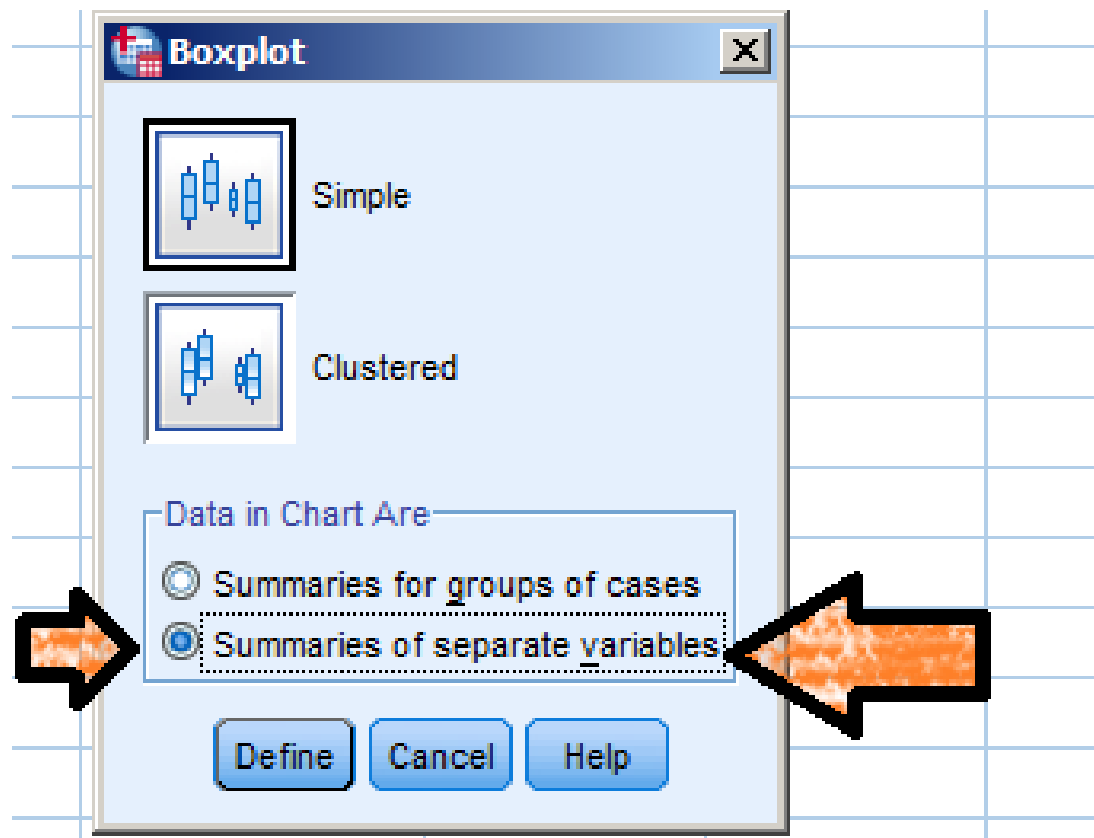 Boxplot
Simple
Clustered
Data in Chart Are
Summaries for groups of cases
Summaries of separate variables
Define Cancel Help